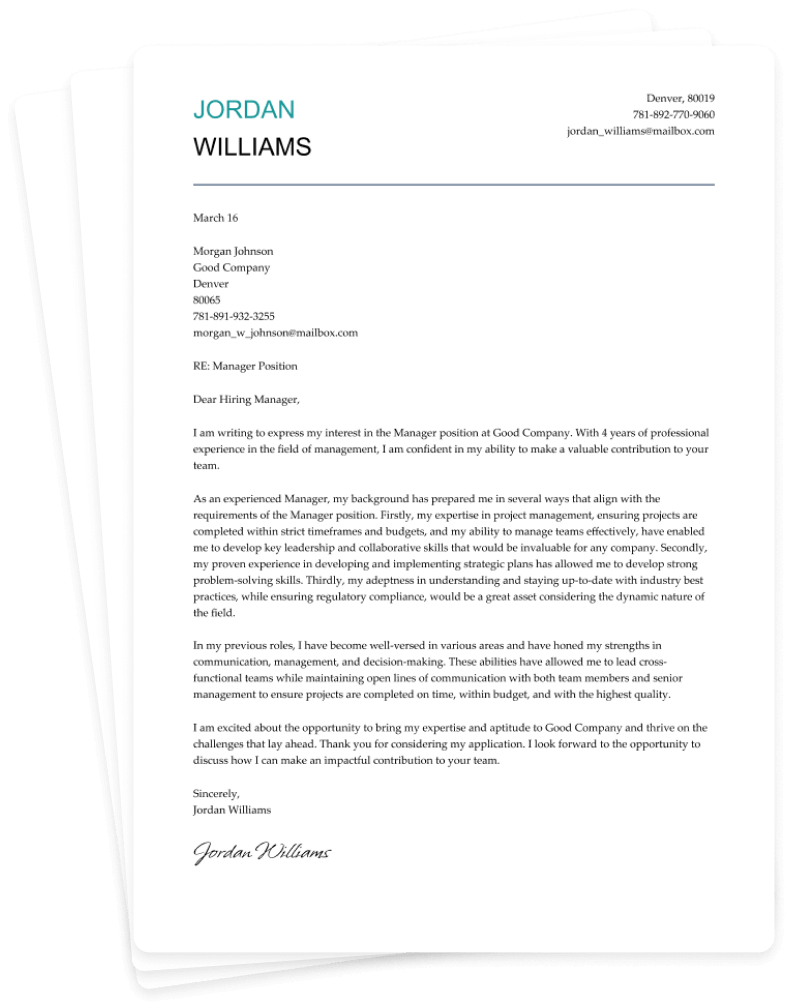 JORDAN
WILLIAMS
Denver, 80019
781-892-770-9060
jordan_williams@mailbox.com
March 16
Morgan Johnson
Good Company
Denver
80065
781-891-932-3255
morgan_w_johnson@mailbox.com
RE: Manager Position
Dear Hiring Manager,
I am writing to express my interest in the Manager position at Good Company. With 4 years of professional
experience in the field of management, I am confident in my ability to make a valuable contribution to your
team.
As an experienced Manager, my background has prepared me in several ways that align with the
requirements of the Manager position. Firstly, my expertise in project management, ensuring projects are
completed within strict timeframes and budgets, and my ability to manage teams effectively, have enabled
me to develop key leadership and collaborative skills that would be invaluable for any company. Secondly,
my proven experience in developing and implementing strategic plans has allowed me to develop strong
problem-solving skills. Thirdly, my adeptness in understanding and staying up-to-date with industry best
practices, while ensuring regulatory compliance, would be a great asset considering the dynamic nature of
the field.
In my previous roles, I have become well-versed in various areas and have honed my strengths in
communication, management, and decision-making. These abilities have allowed me to lead cross-
functional teams while maintaining open lines of communication with both team members and senior
management to ensure projects are completed on time, within budget, and with the highest quality.
I am excited about the opportunity to bring my expertise and aptitude to Good Company and thrive on the
challenges that lay ahead. Thank you for considering my application. I look forward to the opportunity to
discuss how I can make an impactful contribution to your team.
Sincerely,
Jordan Williams
Jordan Williams